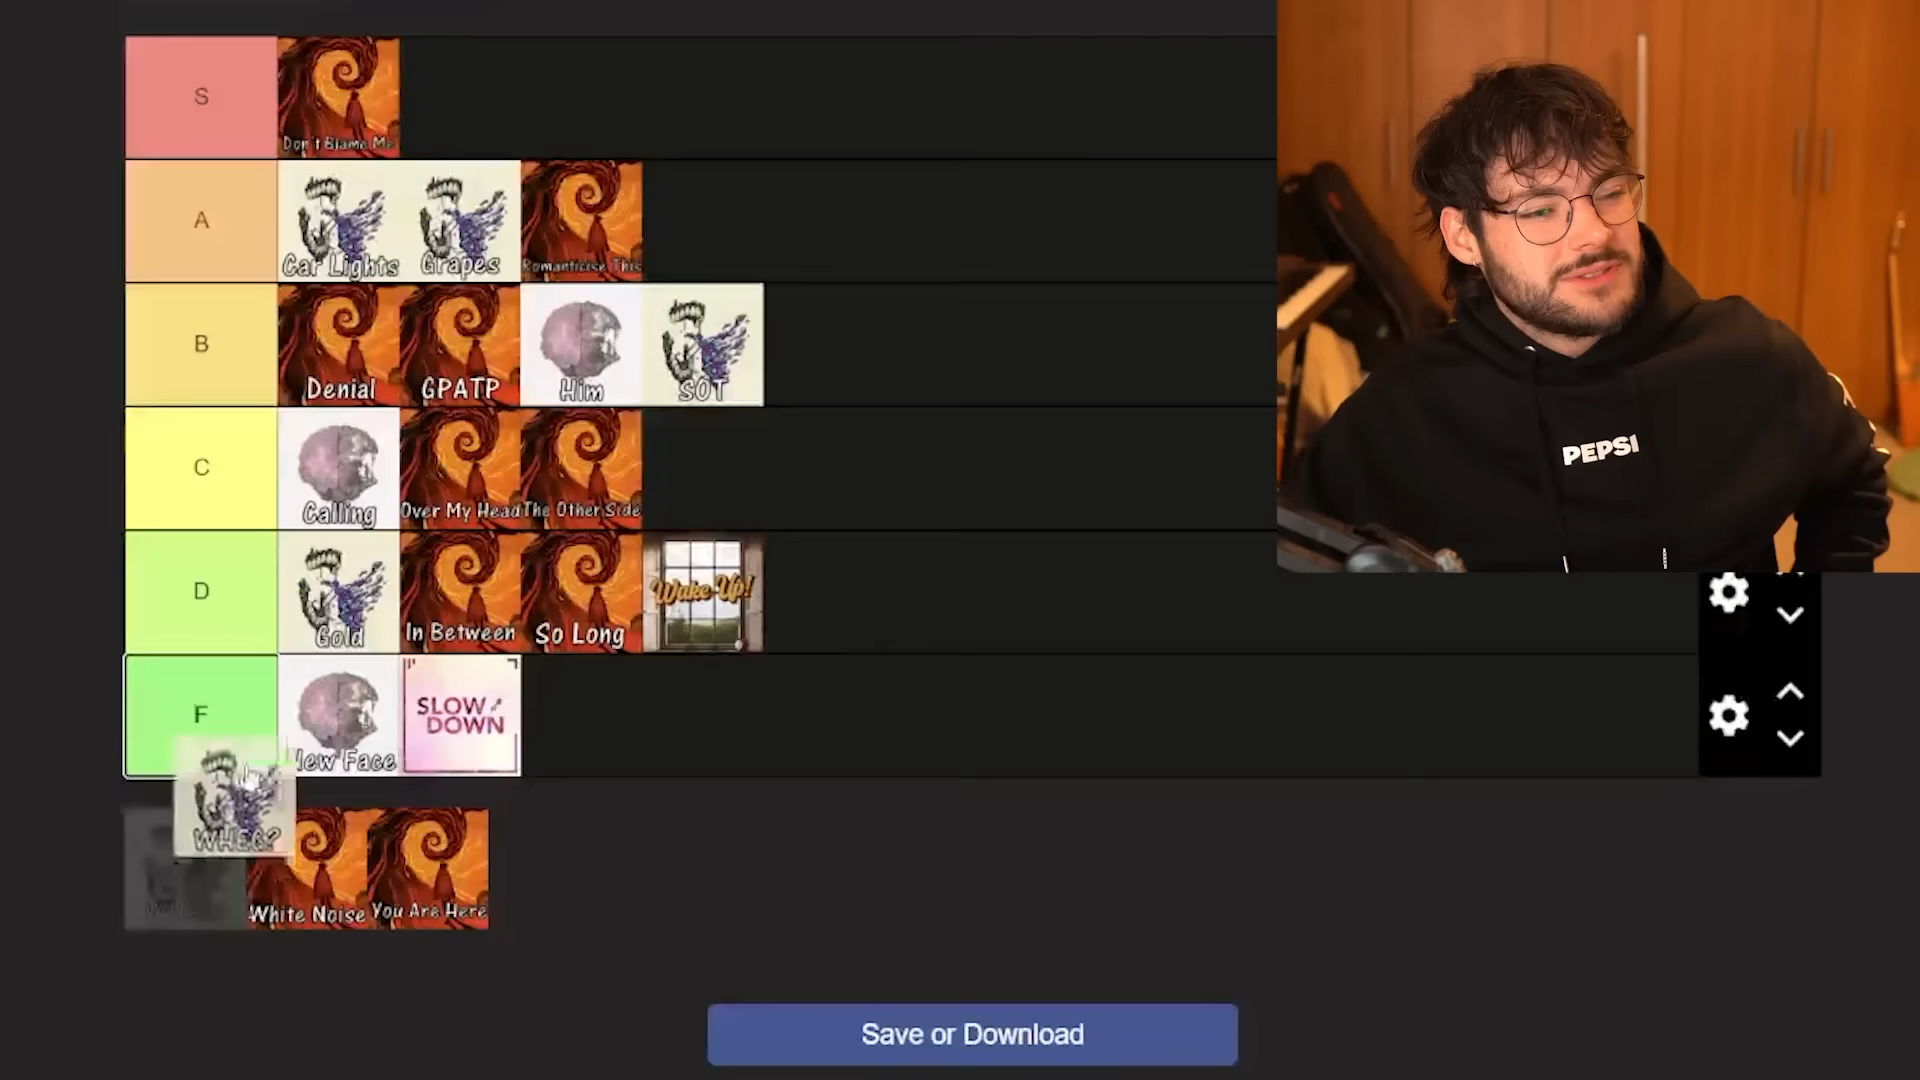 S
Don't Blame Me
A
Car Lights
Grapes
Romanticise This
B
Denial
GPATP
Him
SOT
C
Calling
Over My Head
The Other Side
D
Gold
In Between
So Long
Wake Up!
F
New Face
SLOW
DOWN
WHEG?
White Noise
You Are Here
Save or Download
PEPSI